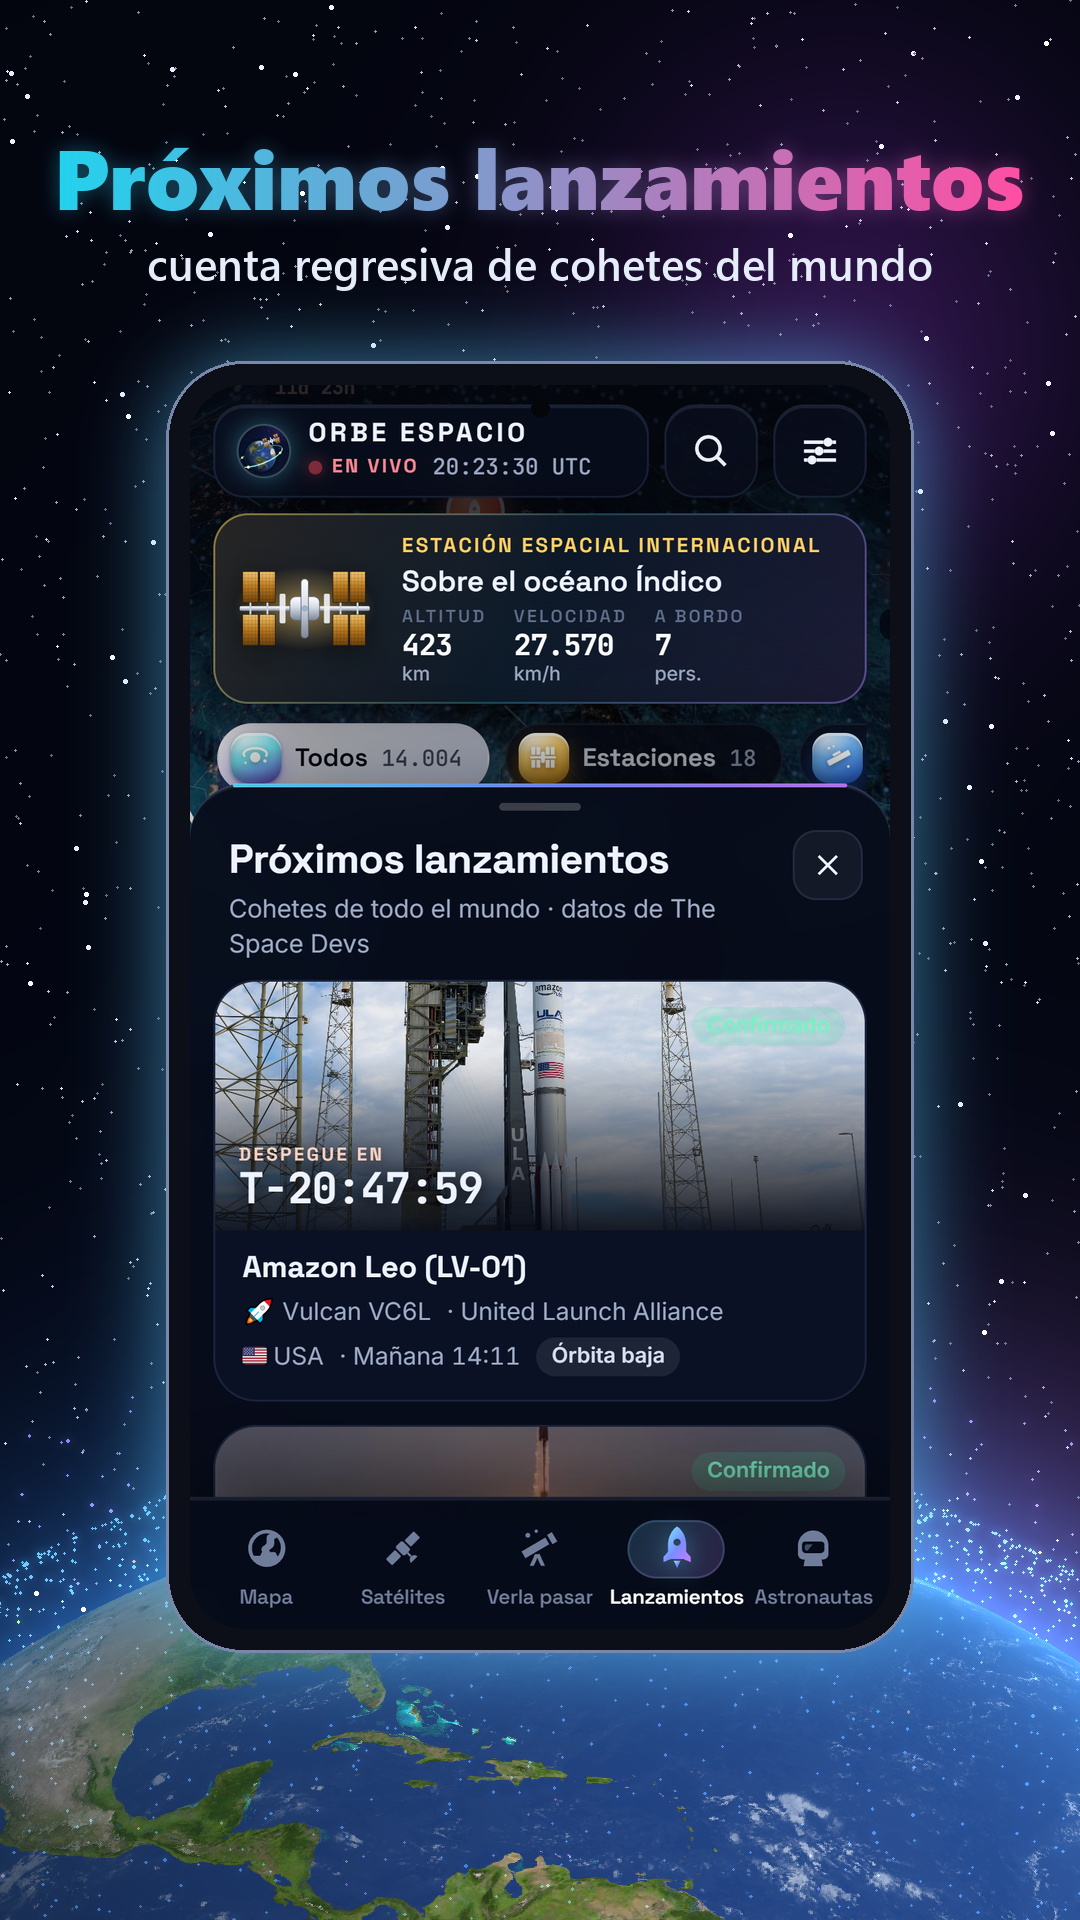 Próximos lanzamientos
cuenta regresiva de cohetes del mundo
11d 23h
ORBE ESPACIO
EN VIVO 20:23:30 UTC
ESTACIÓN ESPACIAL INTERNACIONAL
Sobre el océano Índico
ALTITUD VELOCIDAD A BORDO
423 27.570 7
km km/h pers.
Todos 14.004 Estaciones 18
Próximos lanzamientos
Cohetes de todo el mundo · datos de The
Space Devs
amazon
ULA
Confirmado
ULA
DESPEGUE EN
T-20:47:59
Amazon Leo (LV-01)
Vulcan VC6L · United Launch Alliance
USA · Mañana 14:11 Órbita baja
Confirmado
Mapa Satélites Verla pasar Lanzamientos Astronautas